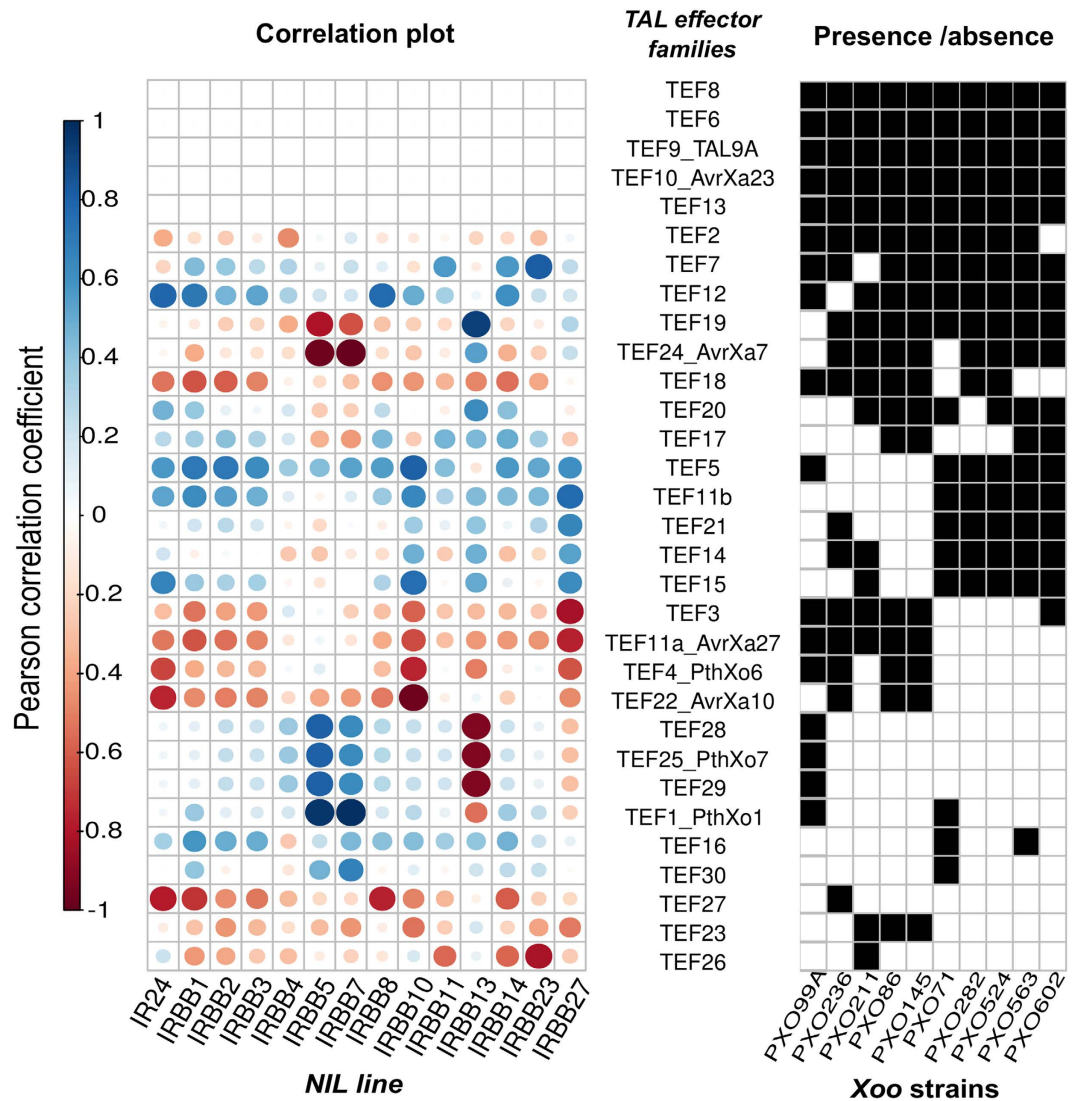 Correlation plot
TAL effector
families
Presence /absence
Pearson correlation coefficient
1
0.8
0.6
0.4
0.2
0
-0.2
-0.4
-0.6
-0.8
-1
TEF8
TEF6
TEF9_TAL9A
TEF10_AvrXa23
TEF13
TEF2
TEF7
TEF12
TEF19
TEF24_AvrXa7
TEF18
TEF20
TEF17
TEF5
TEF11b
TEF21
TEF14
TEF15
TEF3
TEF11a_AvrXa27
TEF4_PthXo6
TEF22_AvrXa10
TEF28
TEF25_PthXo7
TEF29
TEF1_PthXo1
TEF16
TEF30
TEF27
TEF23
TEF26
IR24
IRBB1
IRBB2
IRBB3
IRBB4
IRBB5
IRBB7
IRBB8
IRBB10
IRBB11
IRBB13
IRBB14
IRBB23
IRBB27
NIL line
PXO99A
PXO236
PXO211
PXO86
PXO145
PXO71
PXO282
PXO524
PXO563
PXO602
Xoo strains